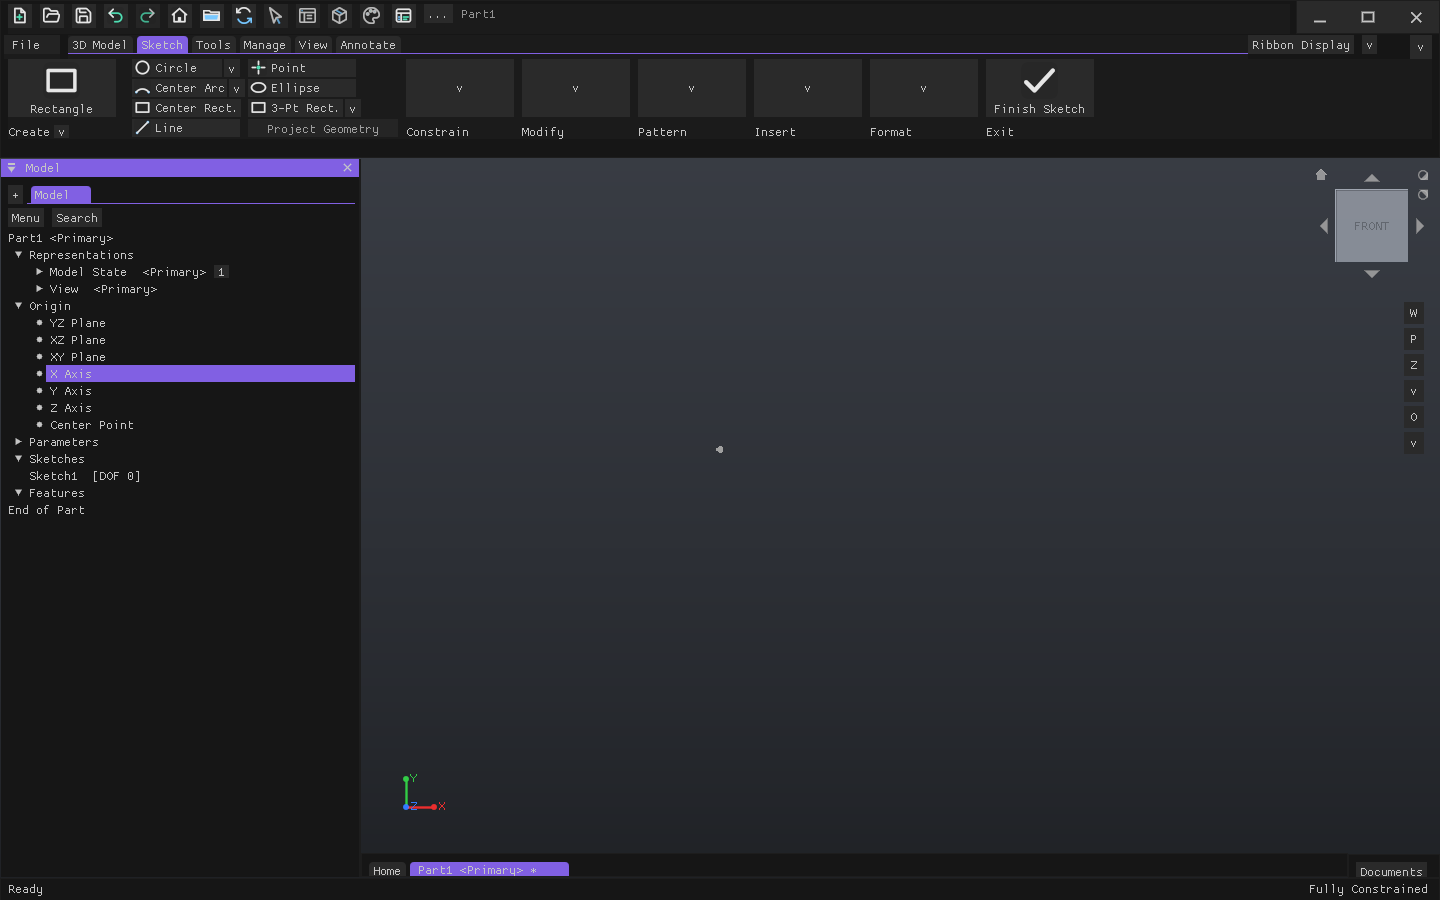 ... Part1
File 3D Model Sketch Tools Manage View Annotate Ribbon Display v v
Rectangle
Create v
Circle v Point
Center Arc v Ellipse
Center Rect. 3-Pt Rect. v
Line Project Geometry
v
Constrain
v
Modify
v
Pattern
v
Insert
v
Format
Finish Sketch
Exit
Model
+ Model
Menu Search
Part1 <Primary>
Representations
Model State <Primary> 1
View <Primary>
Origin
YZ Plane
XZ Plane
XY Plane
X Axis
Y Axis
Z Axis
Center Point
Parameters
Sketches
Sketch1 [DOF 0]
Features
End of Part
FRONT
W
P
Z
v
O
v
Y
Z X
Home Part1 <Primary> * Documents
Ready Fully Constrained